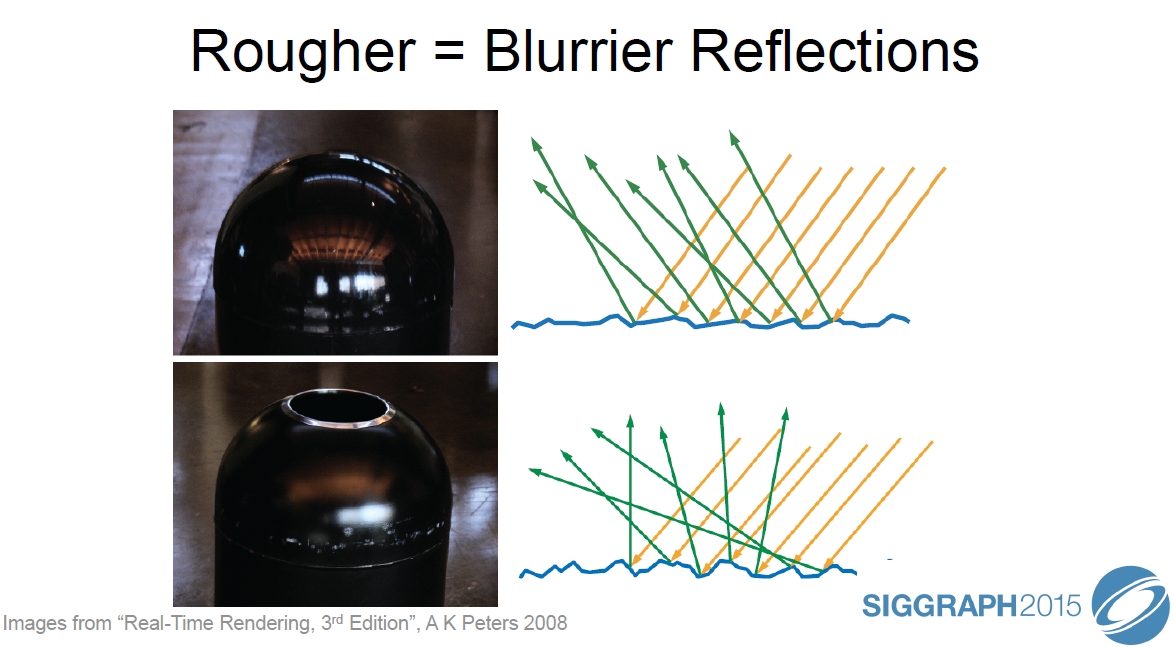 Rougher = Blurrier Reflections
Images from “Real-Time Rendering, 3rd Edition”, A K Peters 2008
SIGGRAPH2015